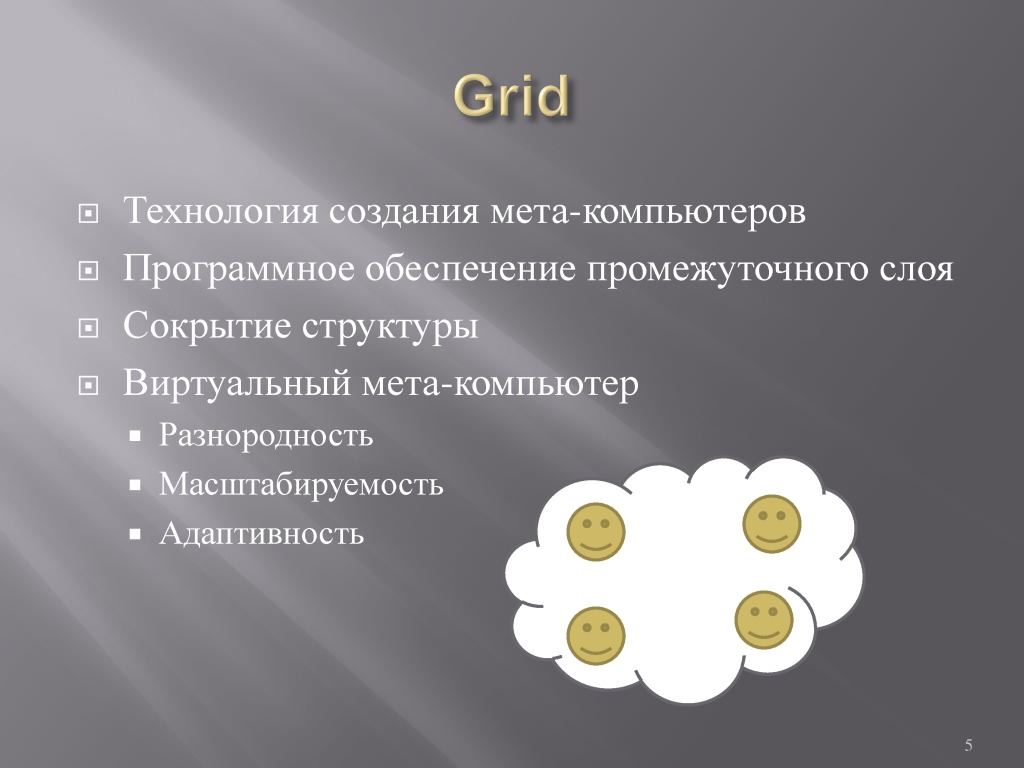 Grid
Технология создания мета-компьютеров
Программное обеспечение промежуточного слоя
Сокрытие структуры
Виртуальный мета-компьютер
Разнородность
Масштабируемость
Адаптивность
5